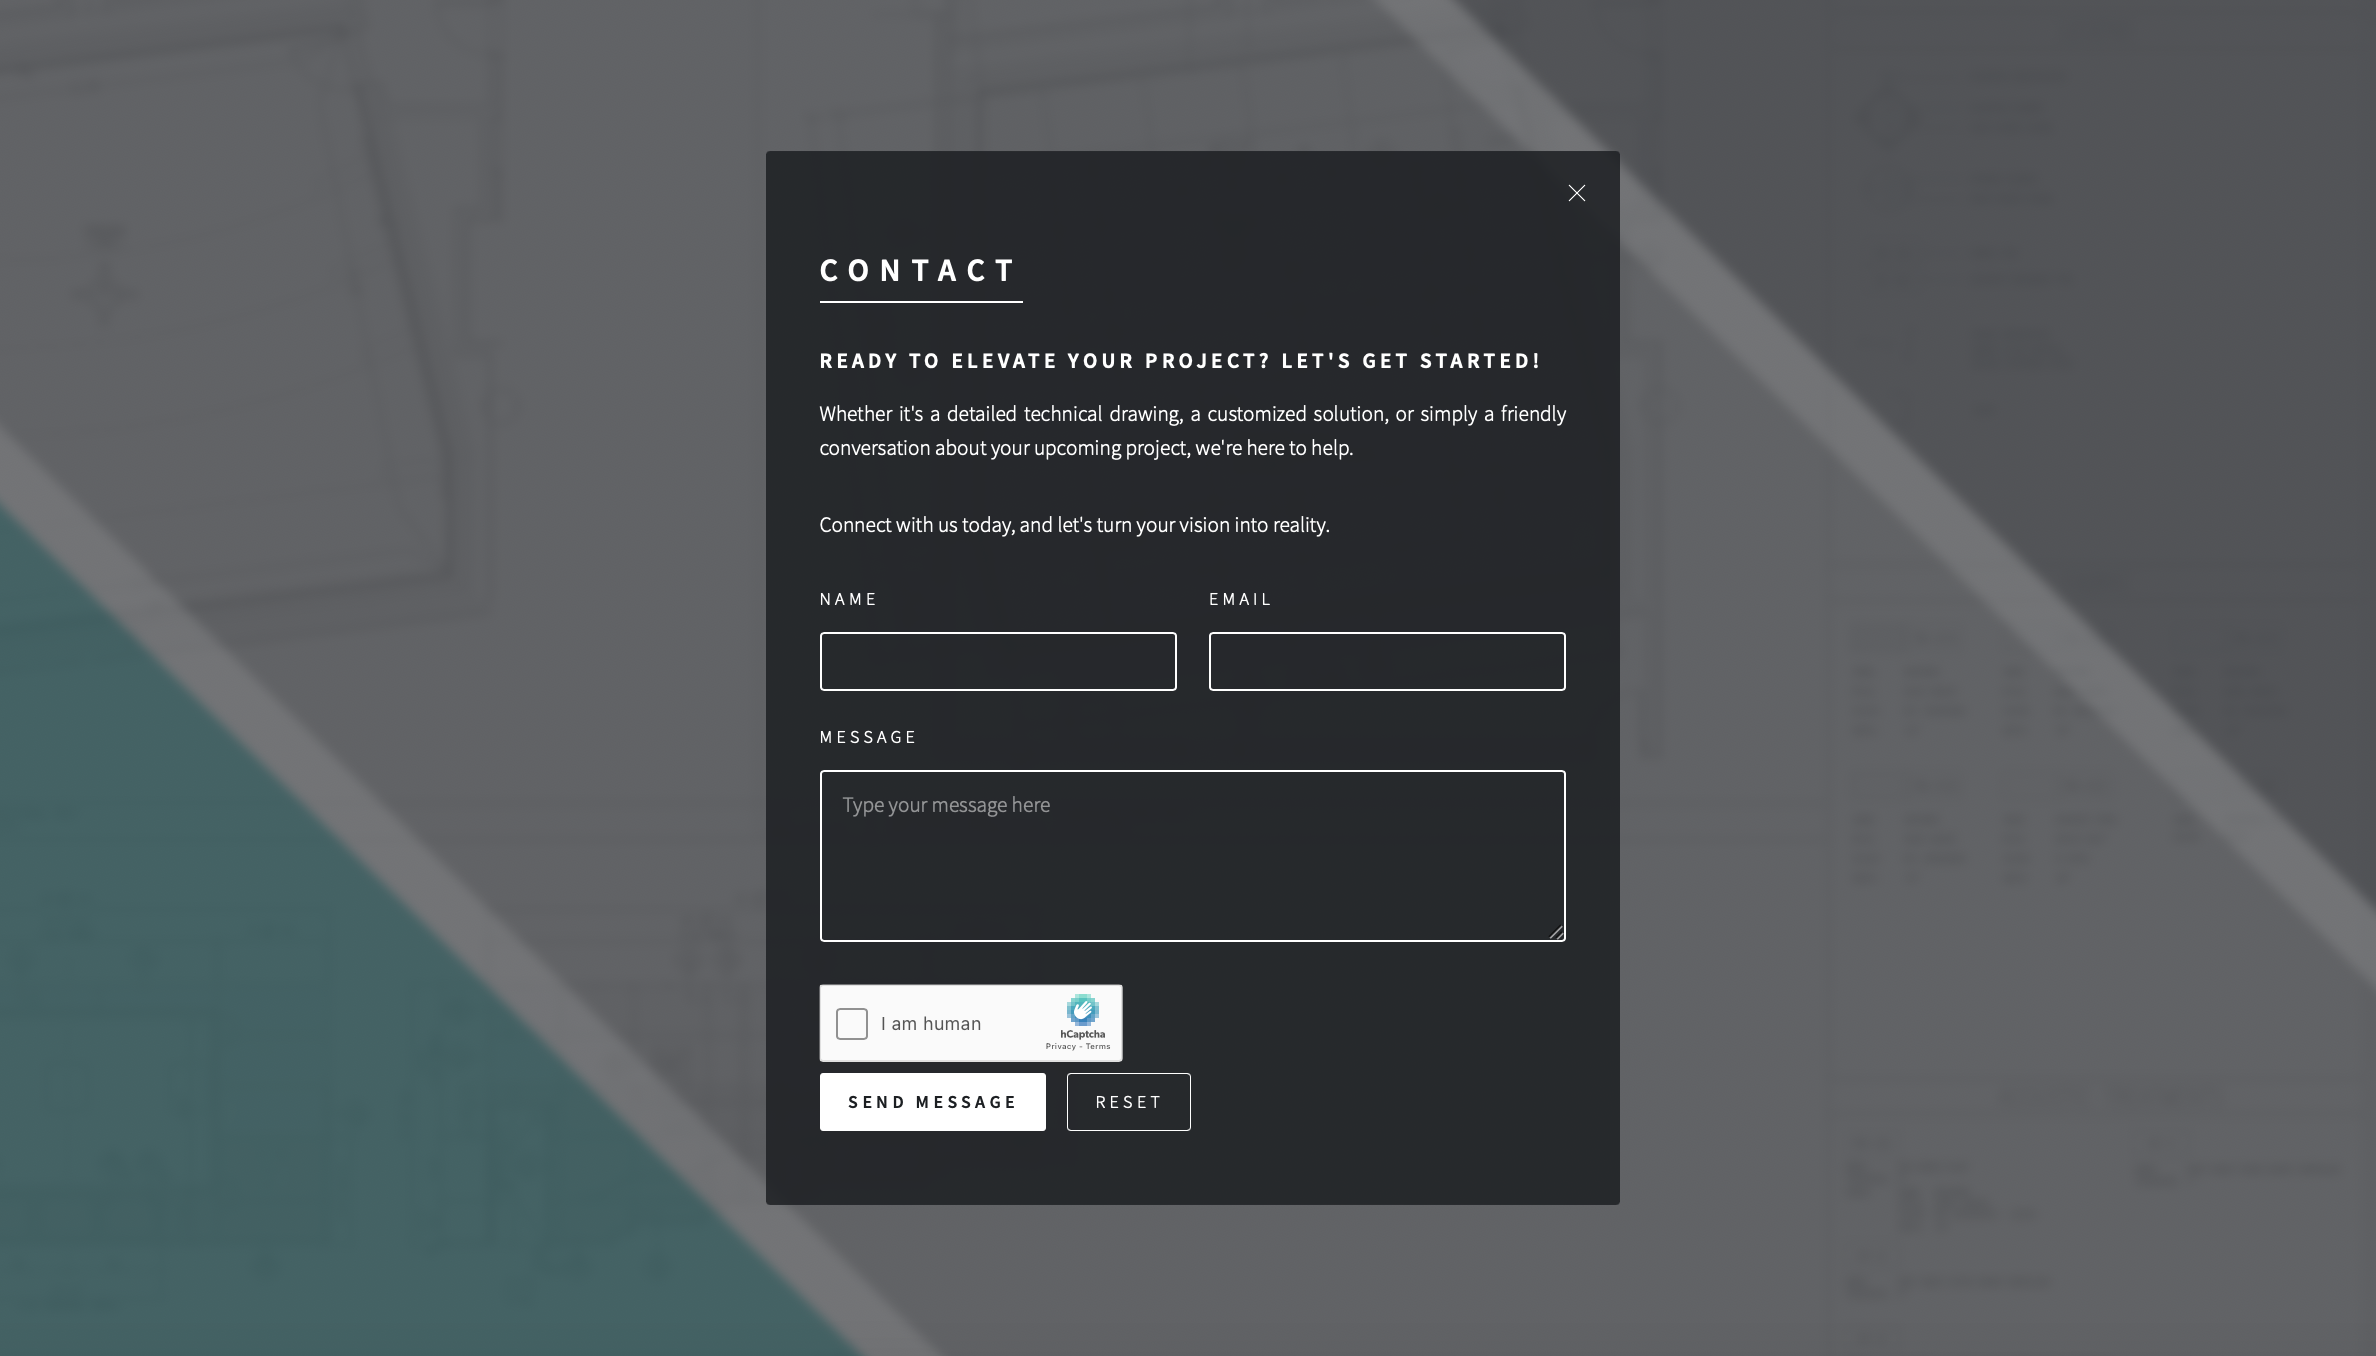 CONTACT
READY TO ELEVATE YOUR PROJECT? LET'S GET STARTED!
Whether it's a detailed technical drawing, a customized solution, or simply a friendly
conversation about your upcoming project, we're here to help.
Connect with us today, and let's turn your vision into reality.
NAME EMAIL
MESSAGE
Type your message here
I am human
hCaptcha
Privacy - Terms
SEND MESSAGE RESET